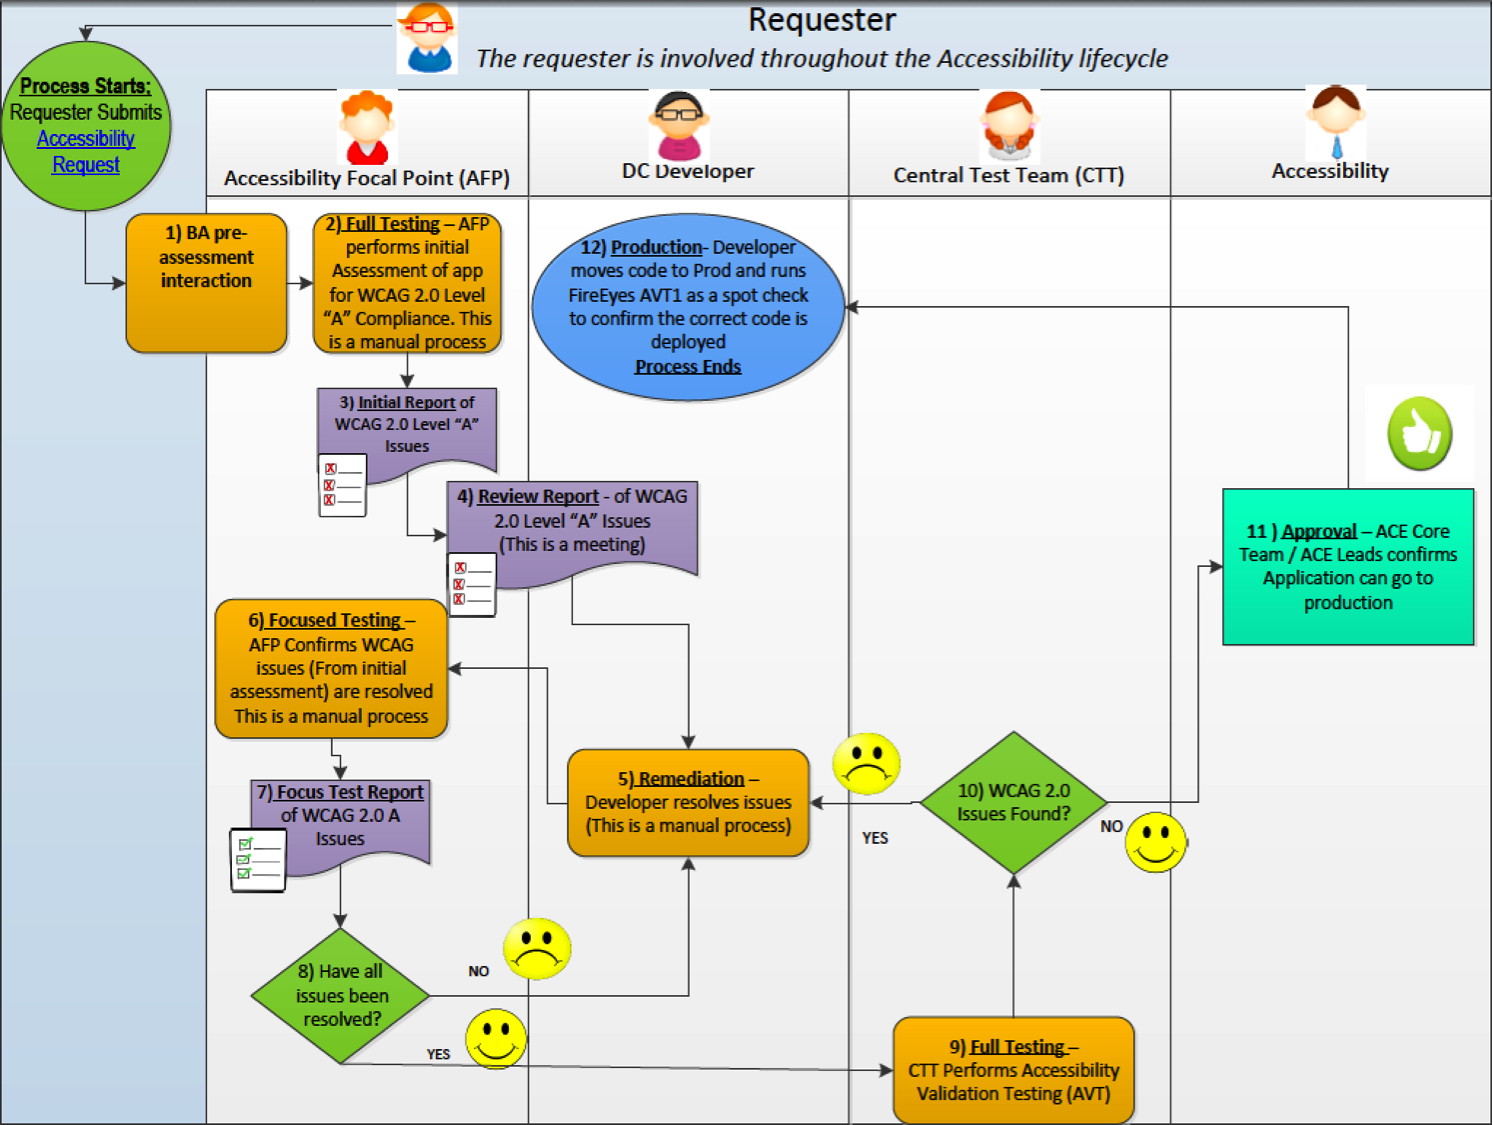 Requester
The requester is involved throughout the Accessibility lifecycle
Process Starts:
Requester Submits
Accessibility
Request
Accessibility Focal Point (AFP)
DC Developer
Central Test Team (CTT)
Accessibility
1) BA pre-
assessment
interaction
2) Full Testing – AFP
performs initial
Assessment of app
for WCAG 2.0 Level
“A” Compliance. This
is a manual process
12) Production- Developer
moves code to Prod and runs
FireEyes AVT1 as a spot check
to confirm the correct code is
deployed
Process Ends
3) Initial Report of
WCAG 2.0 Level “A”
Issues
X
X
X
4) Review Report - of WCAG
2.0 Level “A” Issues
(This is a meeting)
X
X
X
11 ) Approval – ACE Core
Team / ACE Leads confirms
Application can go to
production
6) Focused Testing –
AFP Confirms WCAG
issues (From initial
assessment) are resolved
This is a manual process
5) Remediation –
Developer resolves issues
(This is a manual process)
10) WCAG 2.0
Issues Found?
YES
NO
7) Focus Test Report
of WCAG 2.0 A
Issues
8) Have all
issues been
resolved?
NO
YES
9) Full Testing –
CTT Performs Accessibility
Validation Testing (AVT)